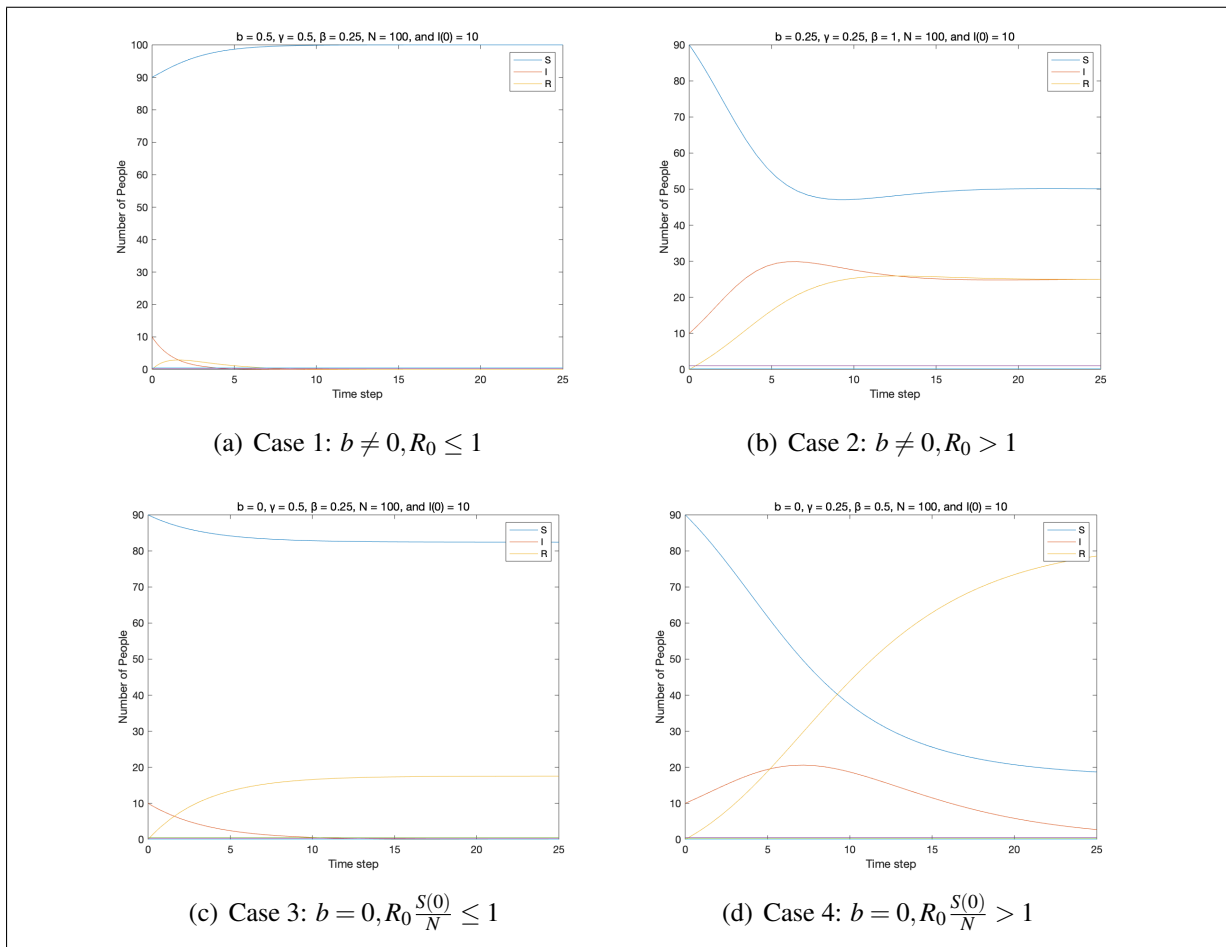 b = 0.5, γ = 0.5, β = 0.25, N = 100, and I(0) = 10
100
90
80
70
60
50
40
30
20
10
0
Number of People
S
I
R
0 5 10 15 20 25
Time step
(a) Case 1: b ≠ 0, R₀ ≤ 1
b = 0.25, γ = 0.25, β = 1, N = 100, and I(0) = 10
90
80
70
60
50
40
30
20
10
0
Number of People
S
I
R
0 5 10 15 20 25
Time step
(b) Case 2: b ≠ 0, R₀ > 1
b = 0, γ = 0.5, β = 0.25, N = 100, and I(0) = 10
90
80
70
60
50
40
30
20
10
0
Number of People
S
I
R
0 5 10 15 20 25
Time step
(c) Case 3: b = 0, R₀ S(0)/N ≤ 1
b = 0, γ = 0.25, β = 0.5, N = 100, and I(0) = 10
90
80
70
60
50
40
30
20
10
0
Number of People
S
I
R
0 5 10 15 20 25
Time step
(d) Case 4: b = 0, R₀ S(0)/N > 1